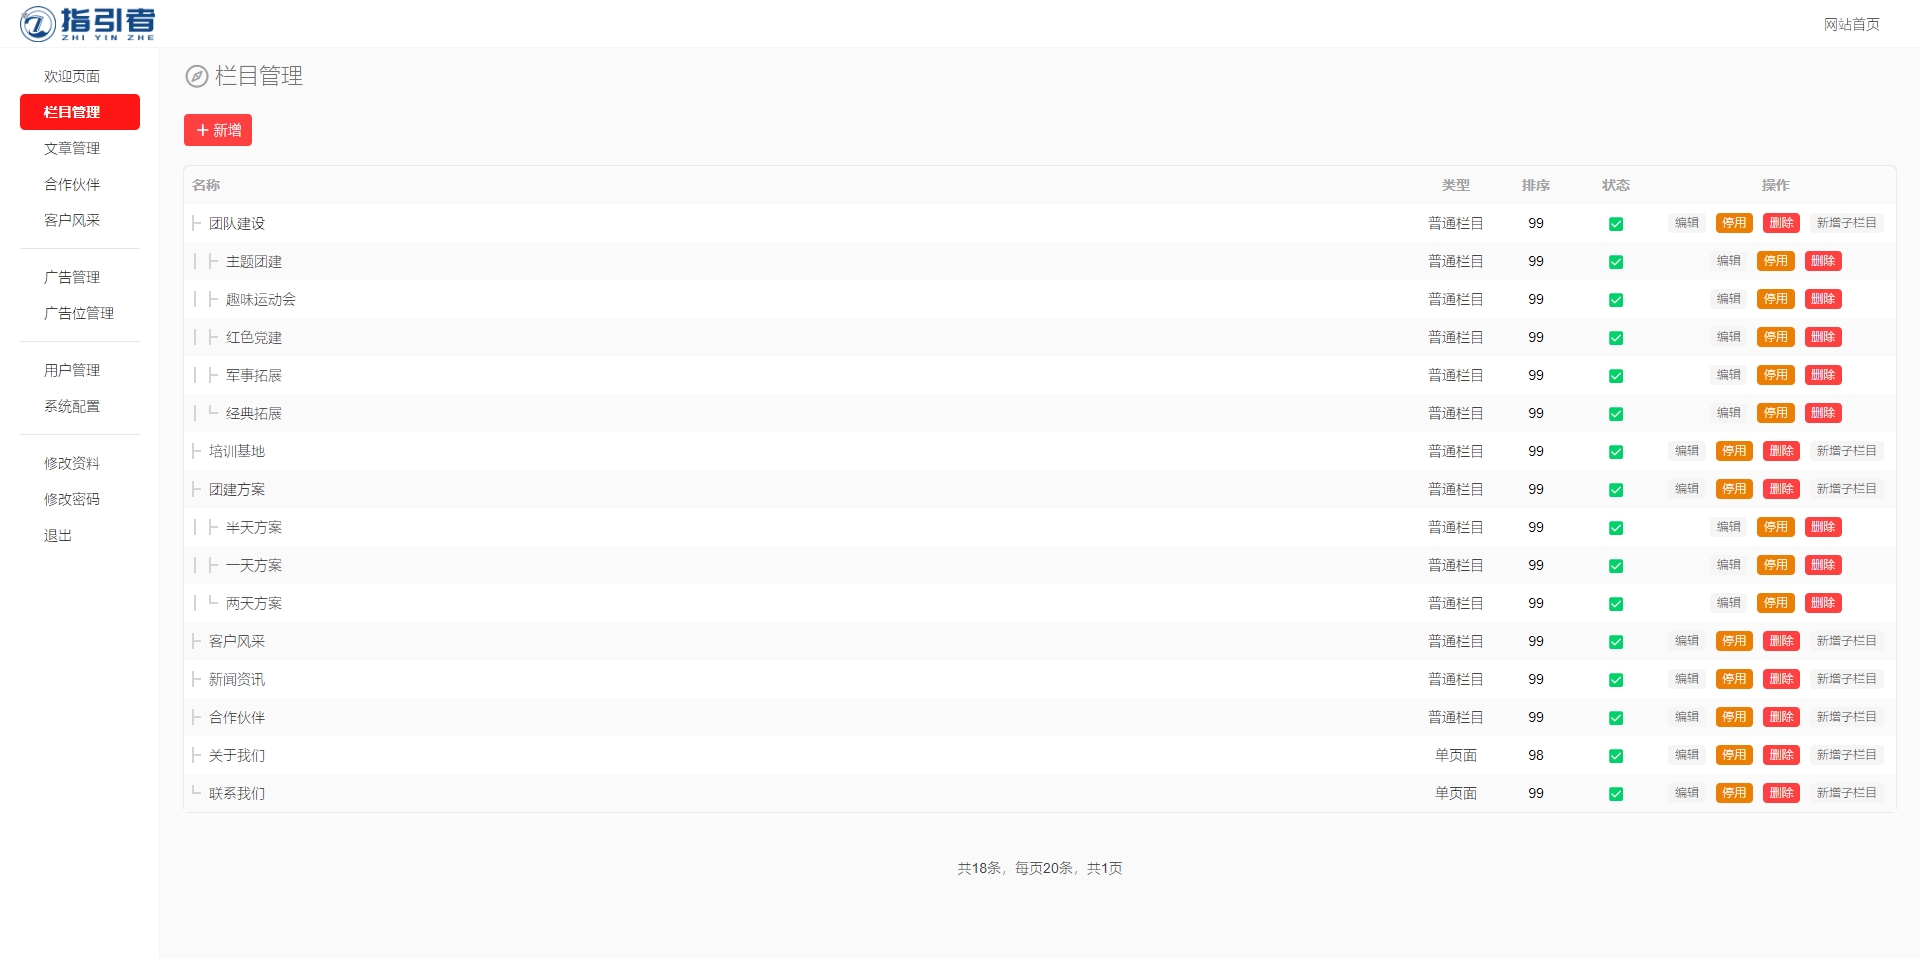 指引者
ZHI YIN ZHE
网站首页
欢迎页面
栏目管理
文章管理
合作伙伴
客户风采
广告管理
广告位管理
用户管理
系统配置
修改资料
修改密码
退出
栏目管理
新增
名称 类型 排序 状态 操作
团队建设 普通栏目 99 编辑 停用 删除 新增子栏目
主题团建 普通栏目 99 编辑 停用 删除
趣味运动会 普通栏目 99 编辑 停用 删除
红色党建 普通栏目 99 编辑 停用 删除
军事拓展 普通栏目 99 编辑 停用 删除
经典拓展 普通栏目 99 编辑 停用 删除
培训基地 普通栏目 99 编辑 停用 删除 新增子栏目
团建方案 普通栏目 99 编辑 停用 删除 新增子栏目
半天方案 普通栏目 99 编辑 停用 删除
一天方案 普通栏目 99 编辑 停用 删除
两天方案 普通栏目 99 编辑 停用 删除
客户风采 普通栏目 99 编辑 停用 删除 新增子栏目
新闻资讯 普通栏目 99 编辑 停用 删除 新增子栏目
合作伙伴 普通栏目 99 编辑 停用 删除 新增子栏目
关于我们 单页面 98 编辑 停用 删除 新增子栏目
联系我们 单页面 99 编辑 停用 删除 新增子栏目
共18条，每页20条，共1页